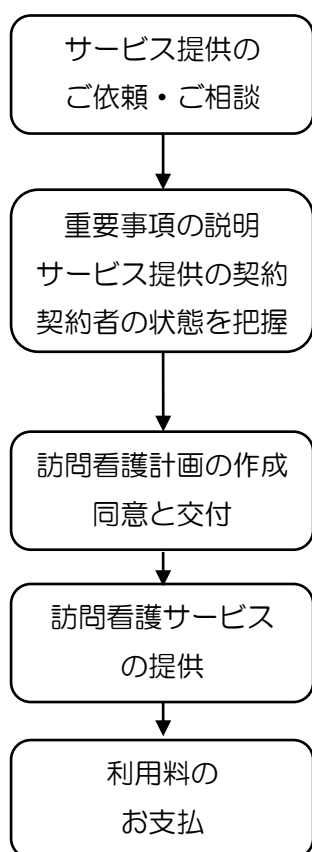 サービス提供の
ご依頼・ご相談
重要事項の説明
サービス提供の契約
契約者の状態を把握
訪問看護計画の作成
同意と交付
訪問看護サービス
の提供
利用料の
お支払